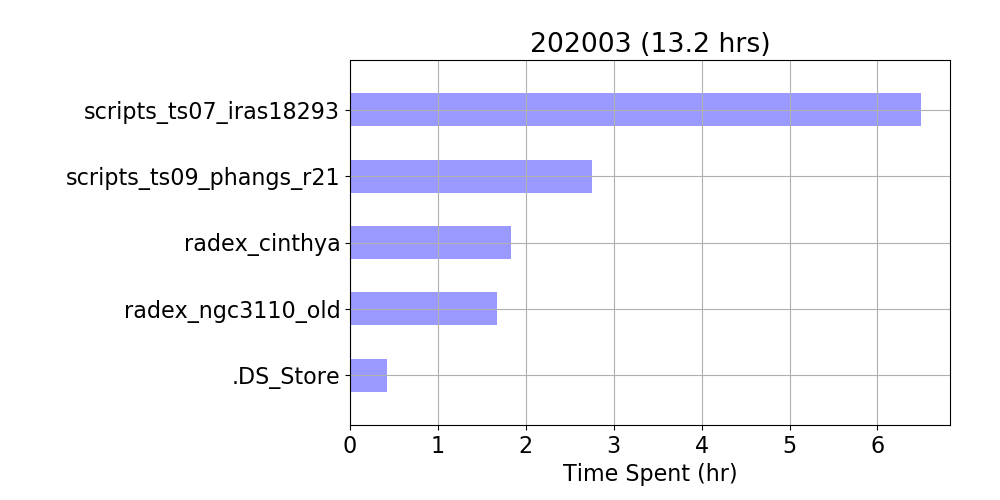 202003 (13.2 hrs)
scripts_ts07_iras18293
scripts_ts09_phangs_r21
radex_cinthya
radex_ngc3110_old
.DS_Store
0 1 2 3 4 5 6
Time Spent (hr)